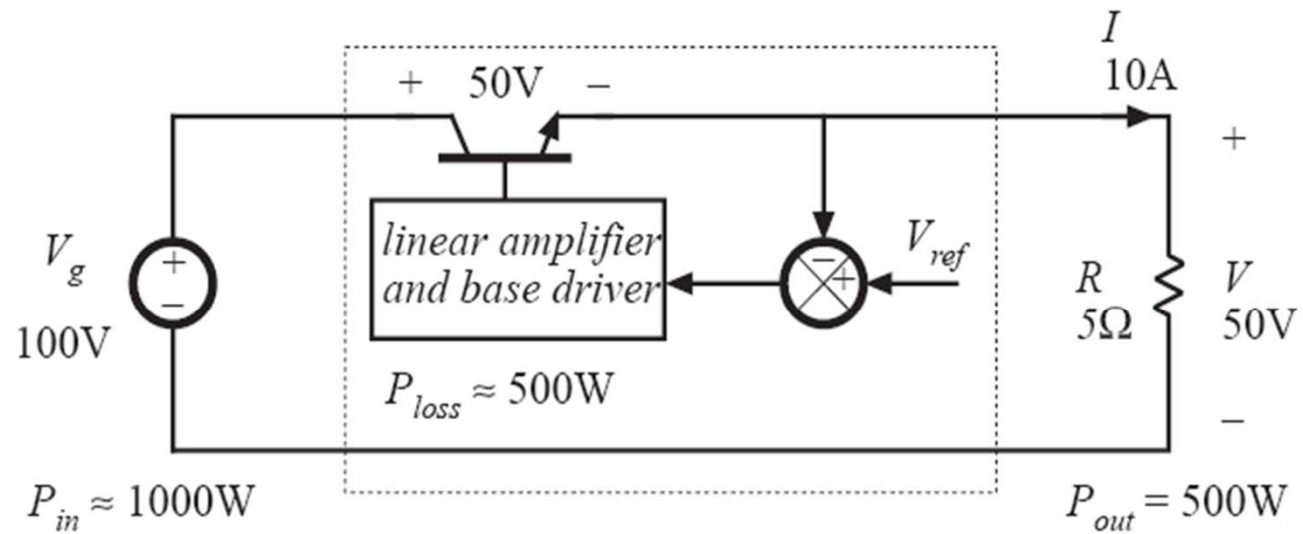 I
10A
+ 50V −
+
V_g
+
−
100V
linear amplifier
and base driver
−
+
V_ref
R
5Ω
V
50V
P_loss ≈ 500W
−
P_in ≈ 1000W
P_out = 500W